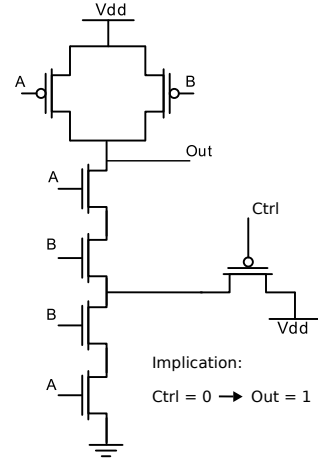 Vdd
A
B
Out
A
Ctrl
B
B
Vdd
Implication:
A
Ctrl = 0 → Out = 1